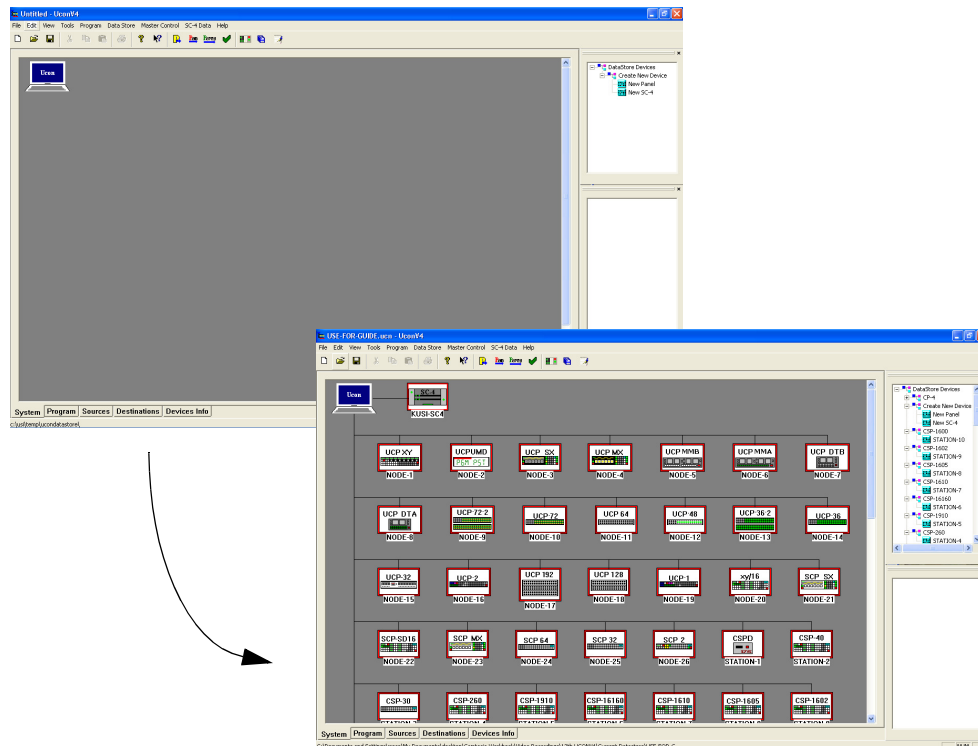 Untitled - UconV4
File Edit View Tools Program Data Store Master Control SC-4 Data Help
Ucon
DataStore Devices
Create New Device
New Panel
New SC-4
System Program Sources Destinations Devices Info
c:\usi\temp\ucondatastore\,
USE-FOR-GUIDE.ucn - UconV4
File Edit View Tools Program Data Store Master Control SC-4 Data Help
Ucon
SC-4
KUSI-SC4
UCP XY UCPUMD UCP SX UCP MX UCP MMB UCP MMA UCP DTB
NODE-1 NODE-2 NODE-3 NODE-4 NODE-5 NODE-6 NODE-7
UCP DTA UCP-72-2 UCP-72 UCP 64 UCP-48 UCP-36-2 UCP-36
NODE-8 NODE-9 NODE-10 NODE-11 NODE-12 NODE-13 NODE-14
UCP-32 UCP-2 UCP 192 UCP 128 UCP-1 xy/16 SCP SX
NODE-15 NODE-16 NODE-17 NODE-18 NODE-19 NODE-20 NODE-21
SCP-SD16 SCP MX SCP 64 SCP 32 SCP 2 CSPD CSP-40
NODE-22 NODE-23 NODE-24 NODE-25 NODE-26 STATION-1 STATION-2
CSP-30 CSP-260 CSP-1910 CSP-16160 CSP-1610 CSP-1605 CSP-1602
DataStore Devices
CP-4
Create New Device
New Panel
New SC-4
CSP-1600
STATION-10
CSP-1602
STATION-9
CSP-1605
STATION-8
CSP-1610
STATION-7
CSP-16160
STATION-6
CSP-1910
STATION-5
CSP-260
STATION-4
System Program Sources Destinations Devices Info